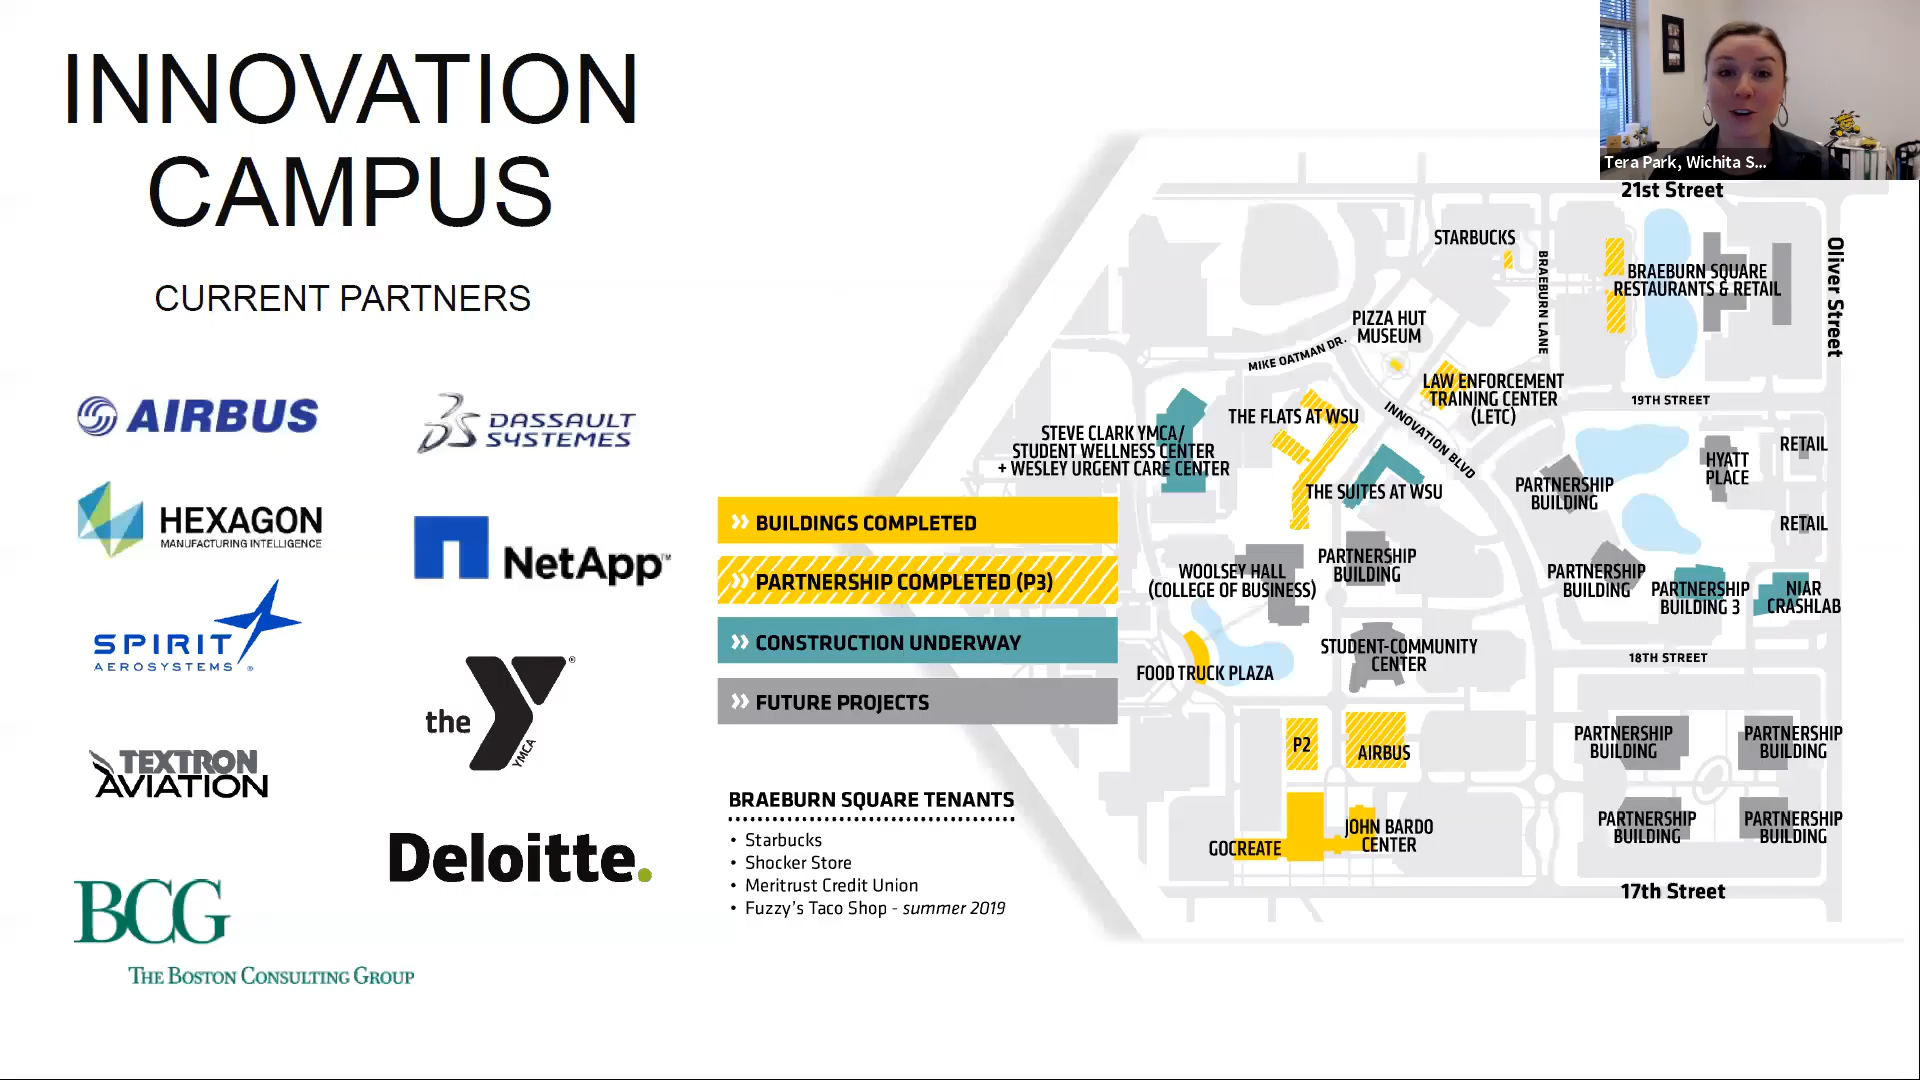 INNOVATION
CAMPUS
CURRENT PARTNERS
AIRBUS
DASSAULT
SYSTEMES
HEXAGON
MANUFACTURING INTELLIGENCE
NetApp™
SPIRIT
AEROSYSTEMS®
the Y®
YMCA
TEXTRON
AVIATION
Deloitte.
BCG
THE BOSTON CONSULTING GROUP
» BUILDINGS COMPLETED
» PARTNERSHIP COMPLETED (P3)
» CONSTRUCTION UNDERWAY
» FUTURE PROJECTS
BRAEBURN SQUARE TENANTS
• Starbucks
• Shocker Store
• Meritrust Credit Union
• Fuzzy's Taco Shop - summer 2019
Tera Park, Wichita S...
21st Street
Oliver Street
STARBUCKS
BRAEBURN LANE
BRAEBURN SQUARE
RESTAURANTS & RETAIL
PIZZA HUT
MUSEUM
MIKE OATMAN DR.
LAW ENFORCEMENT
TRAINING CENTER
(LETC)
19TH STREET
THE FLATS AT WSU
INNOVATION BLVD
STEVE CLARK YMCA/
STUDENT WELLNESS CENTER
+ WESLEY URGENT CARE CENTER
THE SUITES AT WSU
PARTNERSHIP
BUILDING
HYATT
PLACE
RETAIL
RETAIL
WOOLSEY HALL
(COLLEGE OF BUSINESS)
PARTNERSHIP
BUILDING
PARTNERSHIP
BUILDING
PARTNERSHIP
BUILDING 3
NIAR
CRASHLAB
STUDENT-COMMUNITY
CENTER
18TH STREET
FOOD TRUCK PLAZA
P2
AIRBUS
PARTNERSHIP
BUILDING
PARTNERSHIP
BUILDING
GOCREATE
JOHN BARDO
CENTER
PARTNERSHIP
BUILDING
PARTNERSHIP
BUILDING
17th Street